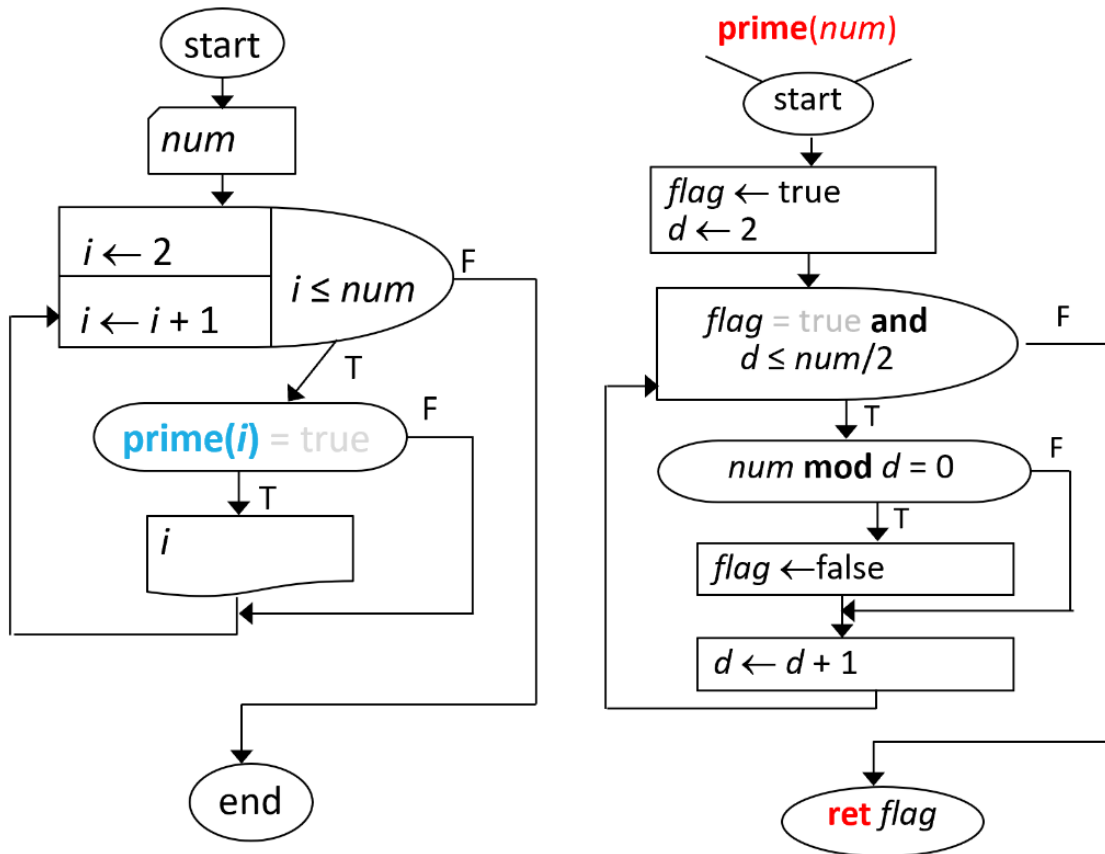 start
num
i ← 2
i ← i + 1
i ≤ num
F
T
prime(i) = true
F
T
i
end
prime(num)
start
flag ← true
d ← 2
flag = true and
d ≤ num/2
F
T
num mod d = 0
F
T
flag ←false
d ← d + 1
ret flag